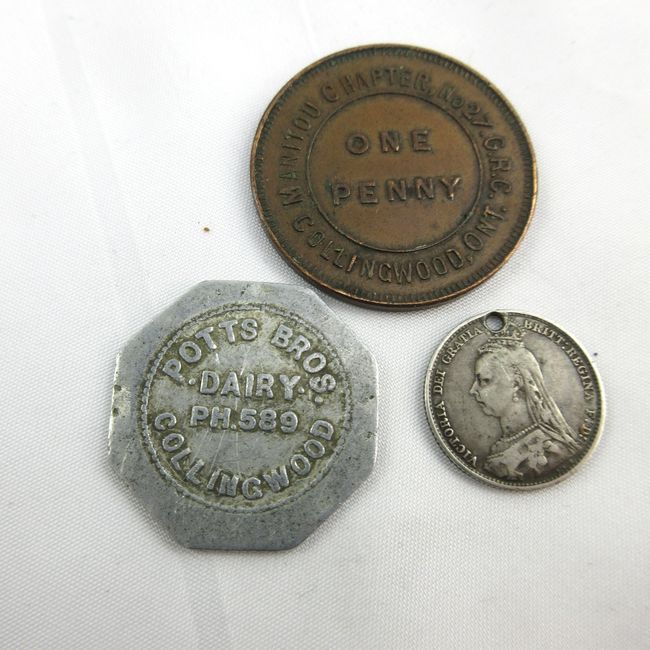 MANITOU CHAPTER, No 27. G.R.C.
COLLINGWOOD, ONT.
ONE
PENNY
POTTS BROS.
DAIRY
PH.589
COLLINGWOOD
VICTORIA DEI GRATIA BRITT: REGINA F:D: